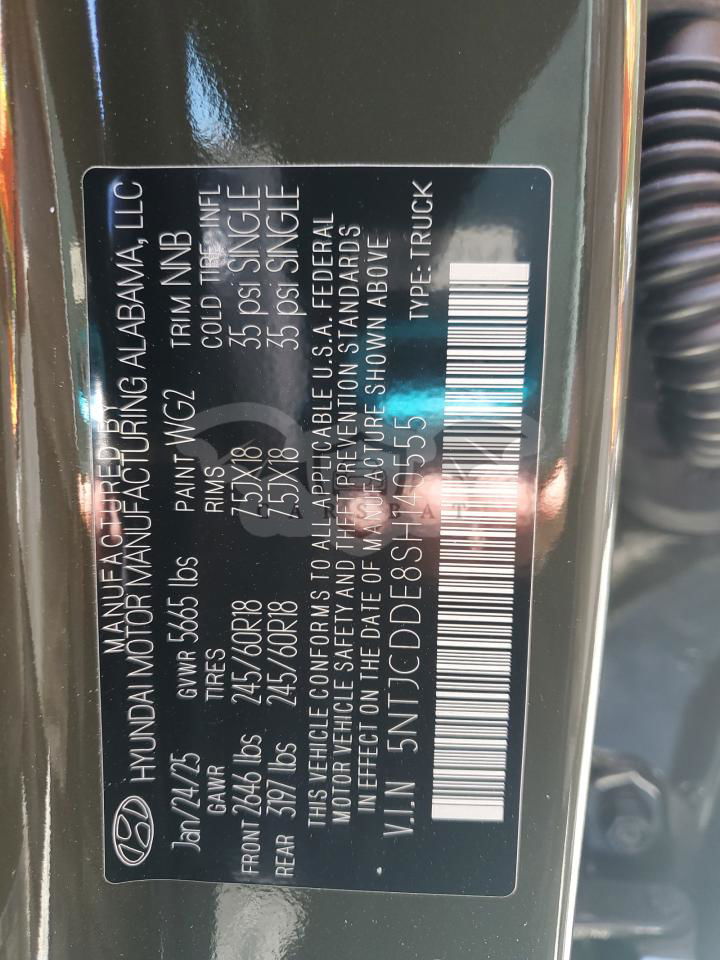 MANUFACTURED BY
HYUNDAI MOTOR MANUFACTURING ALABAMA, LLC
Jan/24/25 GVWR 5665 lbs PAINT WG2 TRIM NNB
GAWR TIRES RIMS COLD TIRE INFL
FRONT 2646 lbs 245/60R18 7.5JX18 35 psi SINGLE
REAR 3197 lbs 245/60R18 7.5JX18 35 psi SINGLE
THIS VEHICLE CONFORMS TO ALL APPLICABLE U.S.A. FEDERAL
MOTOR VEHICLE SAFETY AND THEFT PREVENTION STANDARDS
IN EFFECT ON THE DATE OF MANUFACTURE SHOWN ABOVE
V.I.N 5NTJCDDE8SH140555 TYPE: TRUCK